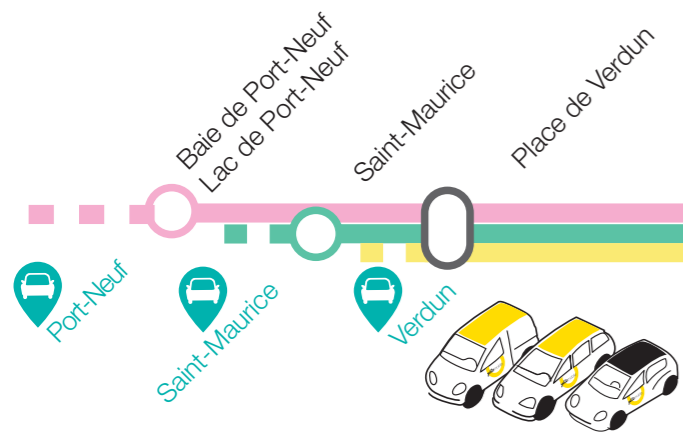 Baie de Port-Neuf
Lac de Port-Neuf
Saint-Maurice
Place de Verdun
Port-Neuf
Saint-Maurice
Verdun